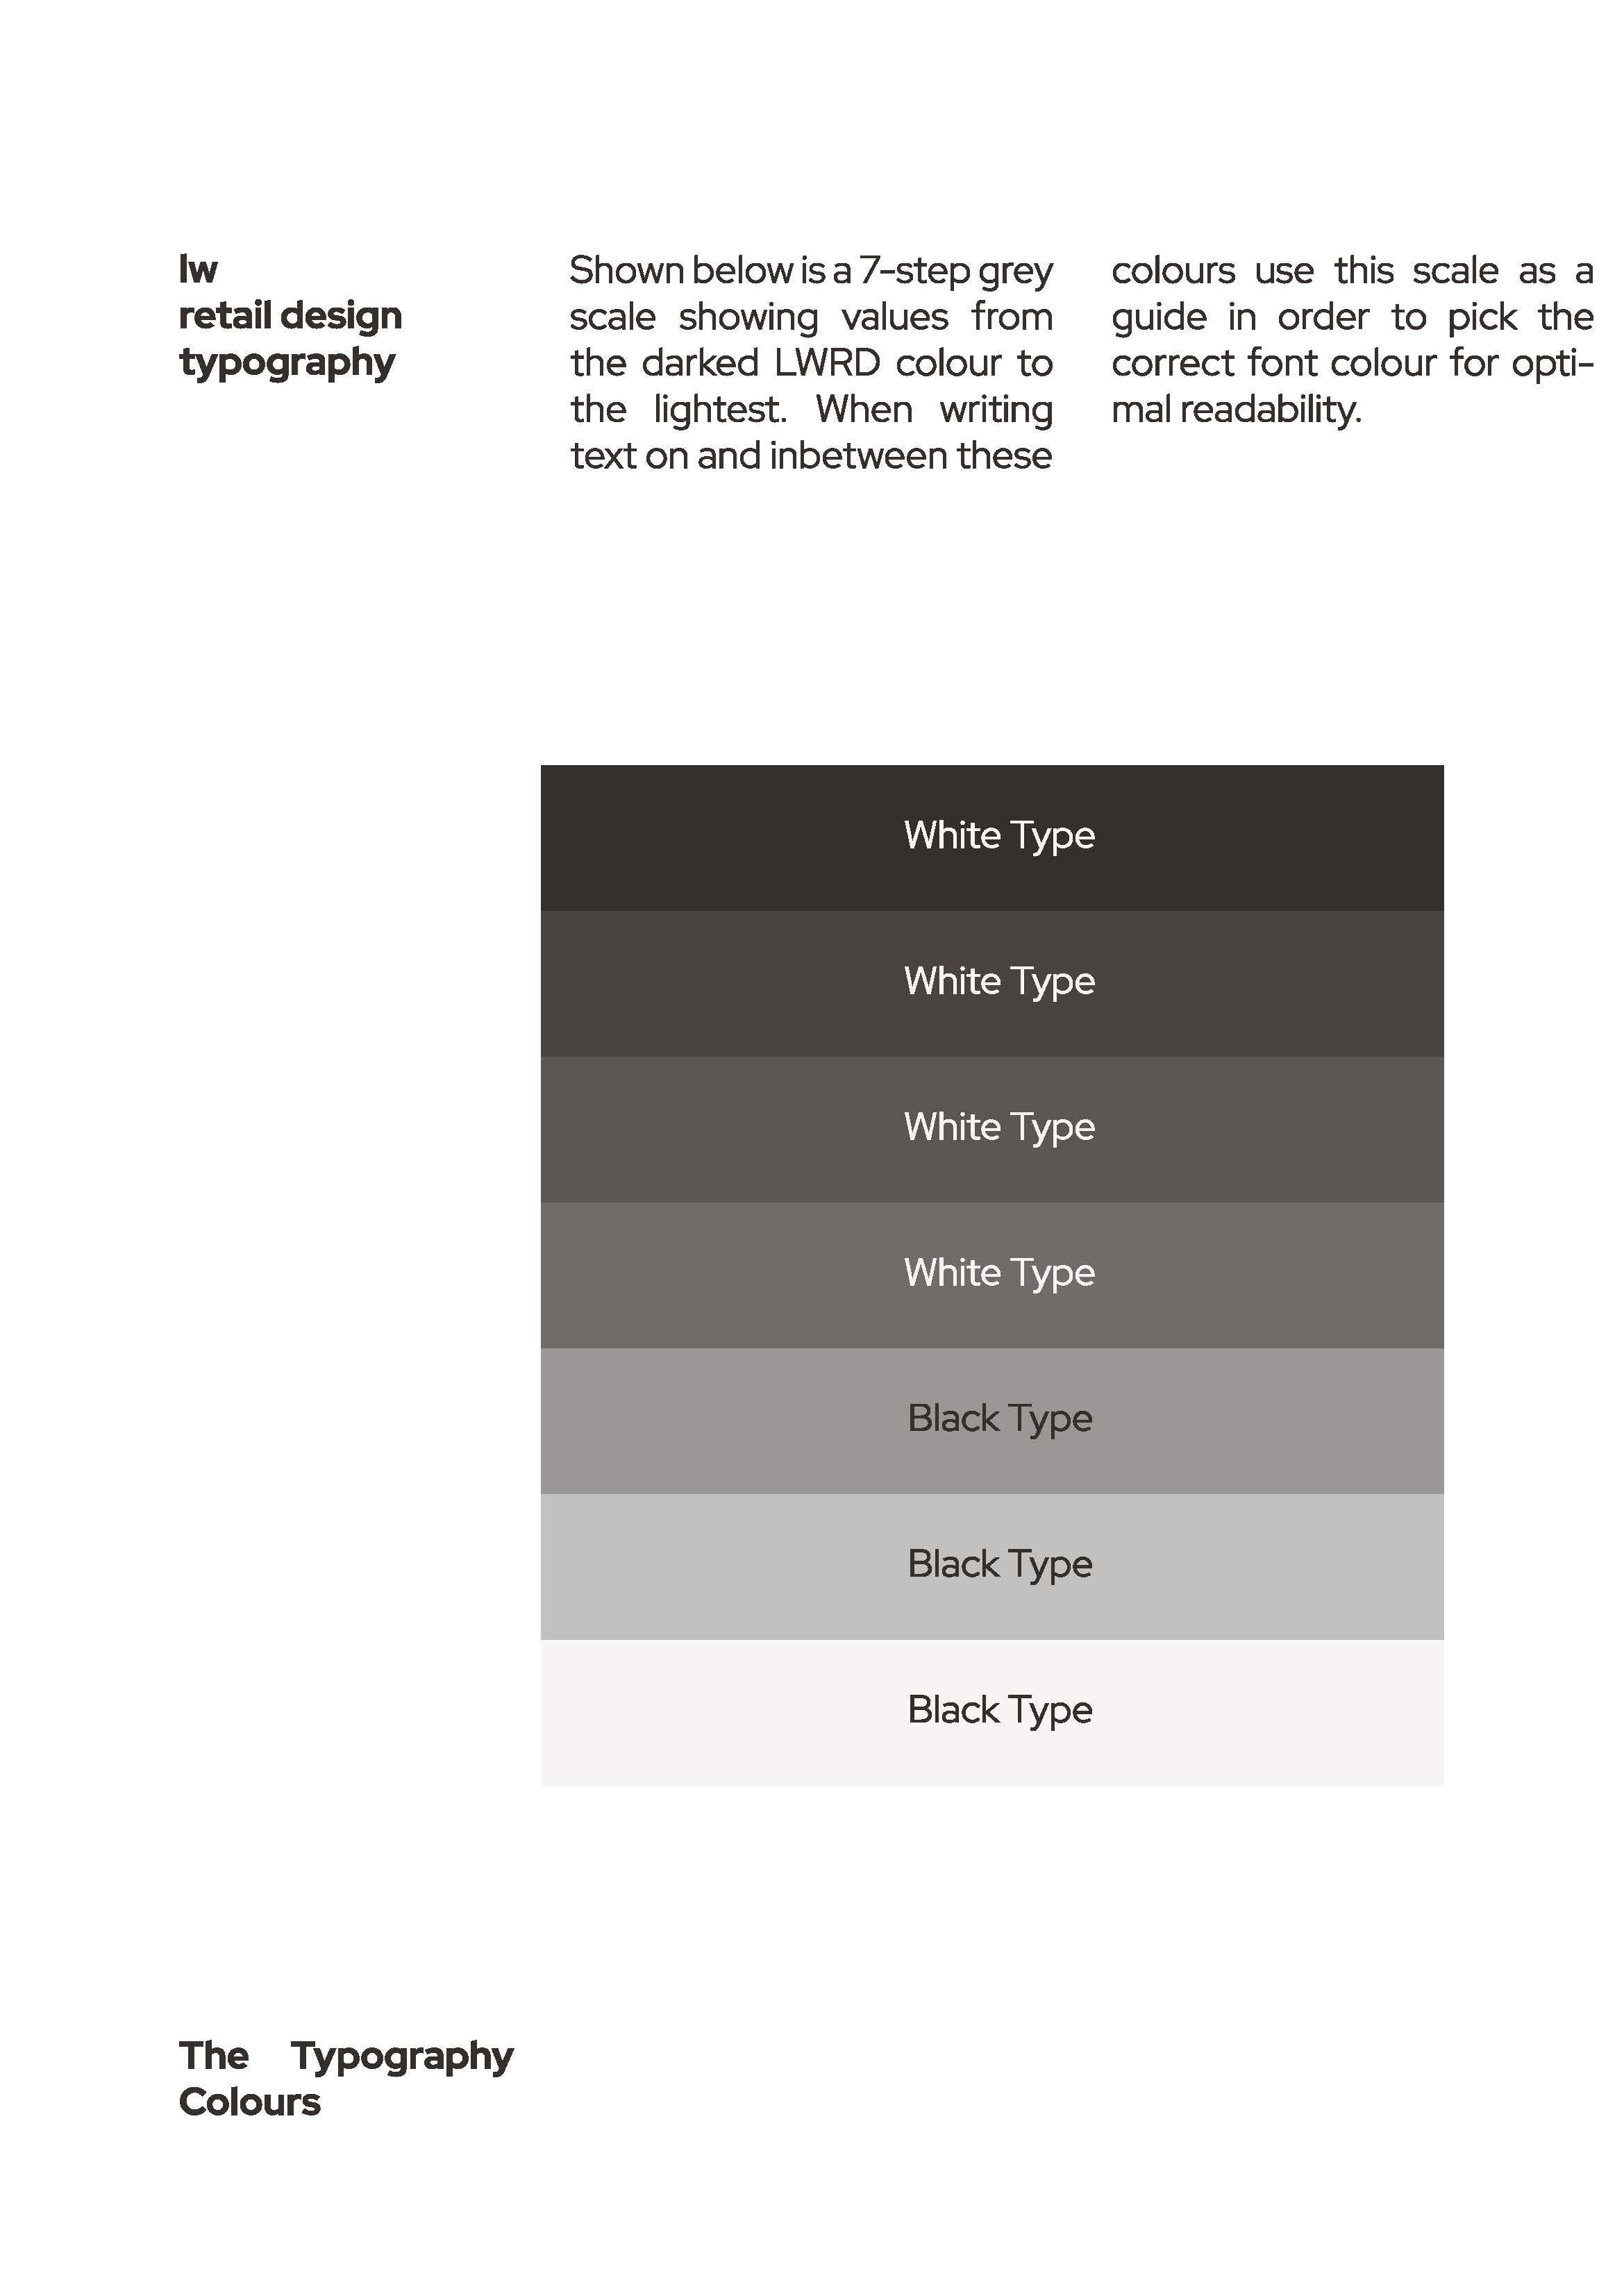 lw
retail design
typography
Shown below is a 7-step grey
scale showing values from
the darked LWRD colour to
the lightest. When writing
text on and inbetween these
colours use this scale as a
guide in order to pick the
correct font colour for opti-
mal readability.
White Type
White Type
White Type
White Type
Black Type
Black Type
Black Type
The Typography
Colours